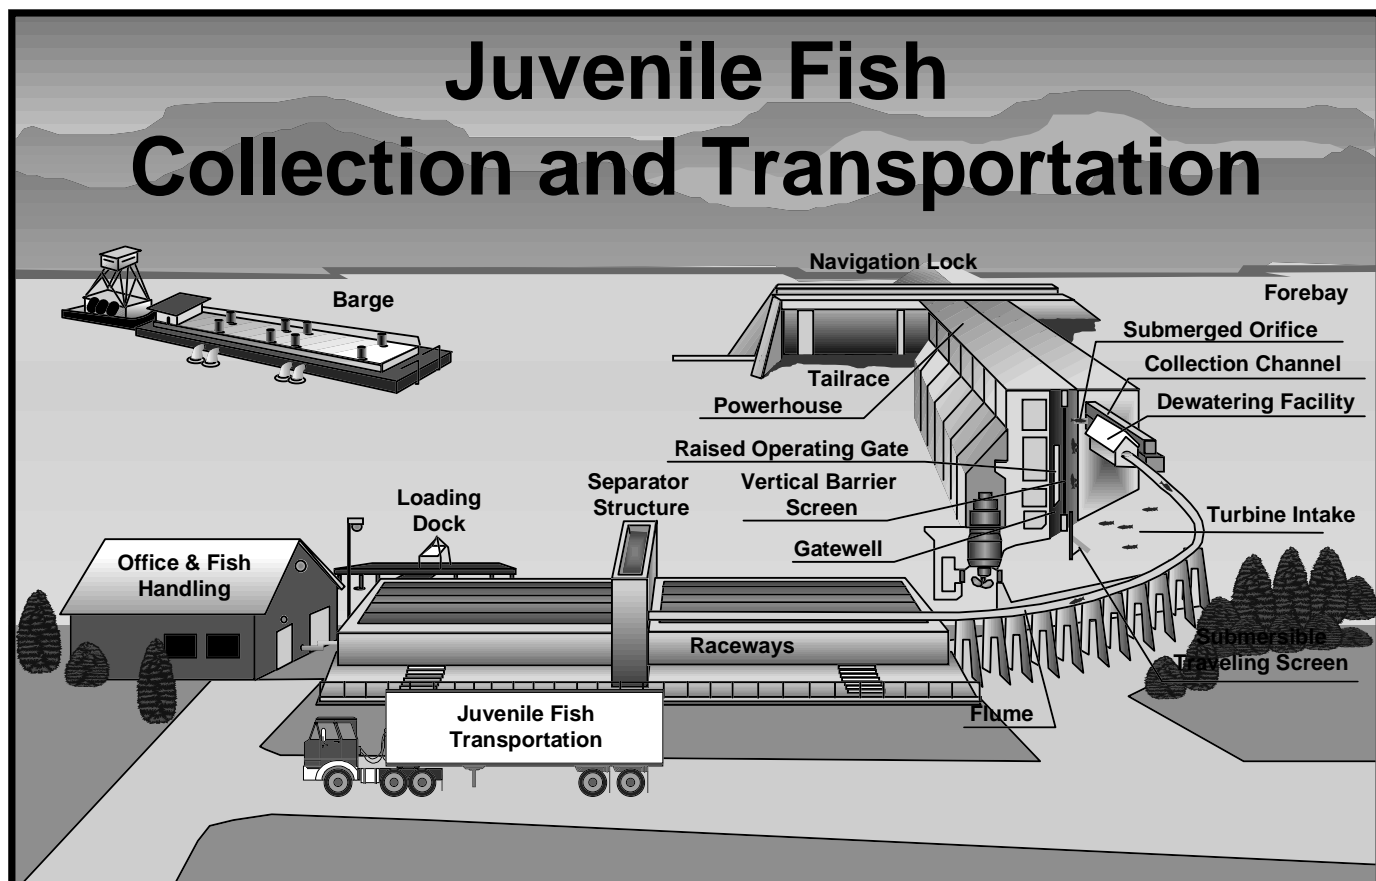 Juvenile Fish
Collection and Transportation
Navigation Lock
Barge
Forebay
Submerged Orifice
Collection Channel
Tailrace
Dewatering Facility
Powerhouse
Raised Operating Gate
Separator
Structure
Vertical Barrier
Screen
Loading
Dock
Turbine Intake
Gatewell
Office & Fish
Handling
Raceways
Submersible
Traveling Screen
Flume
Juvenile Fish
Transportation